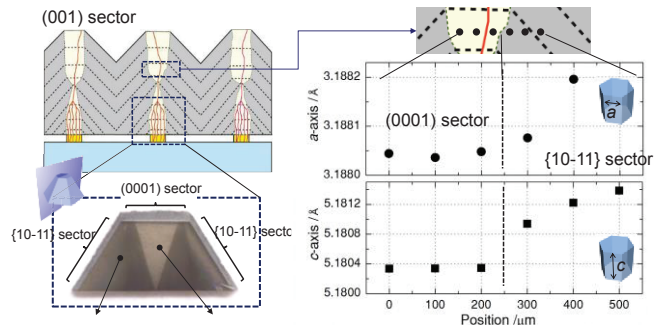 (001) sector
(0001) sector
{10-11} sector
{10-11} secto
3.1882
3.1881
3.1880
a-axis / Å
(0001) sector
{10-11} sector
a
5.1812
5.1808
5.1804
5.1800
c-axis / Å
c
0 100 200 300 400 500
Position /μm